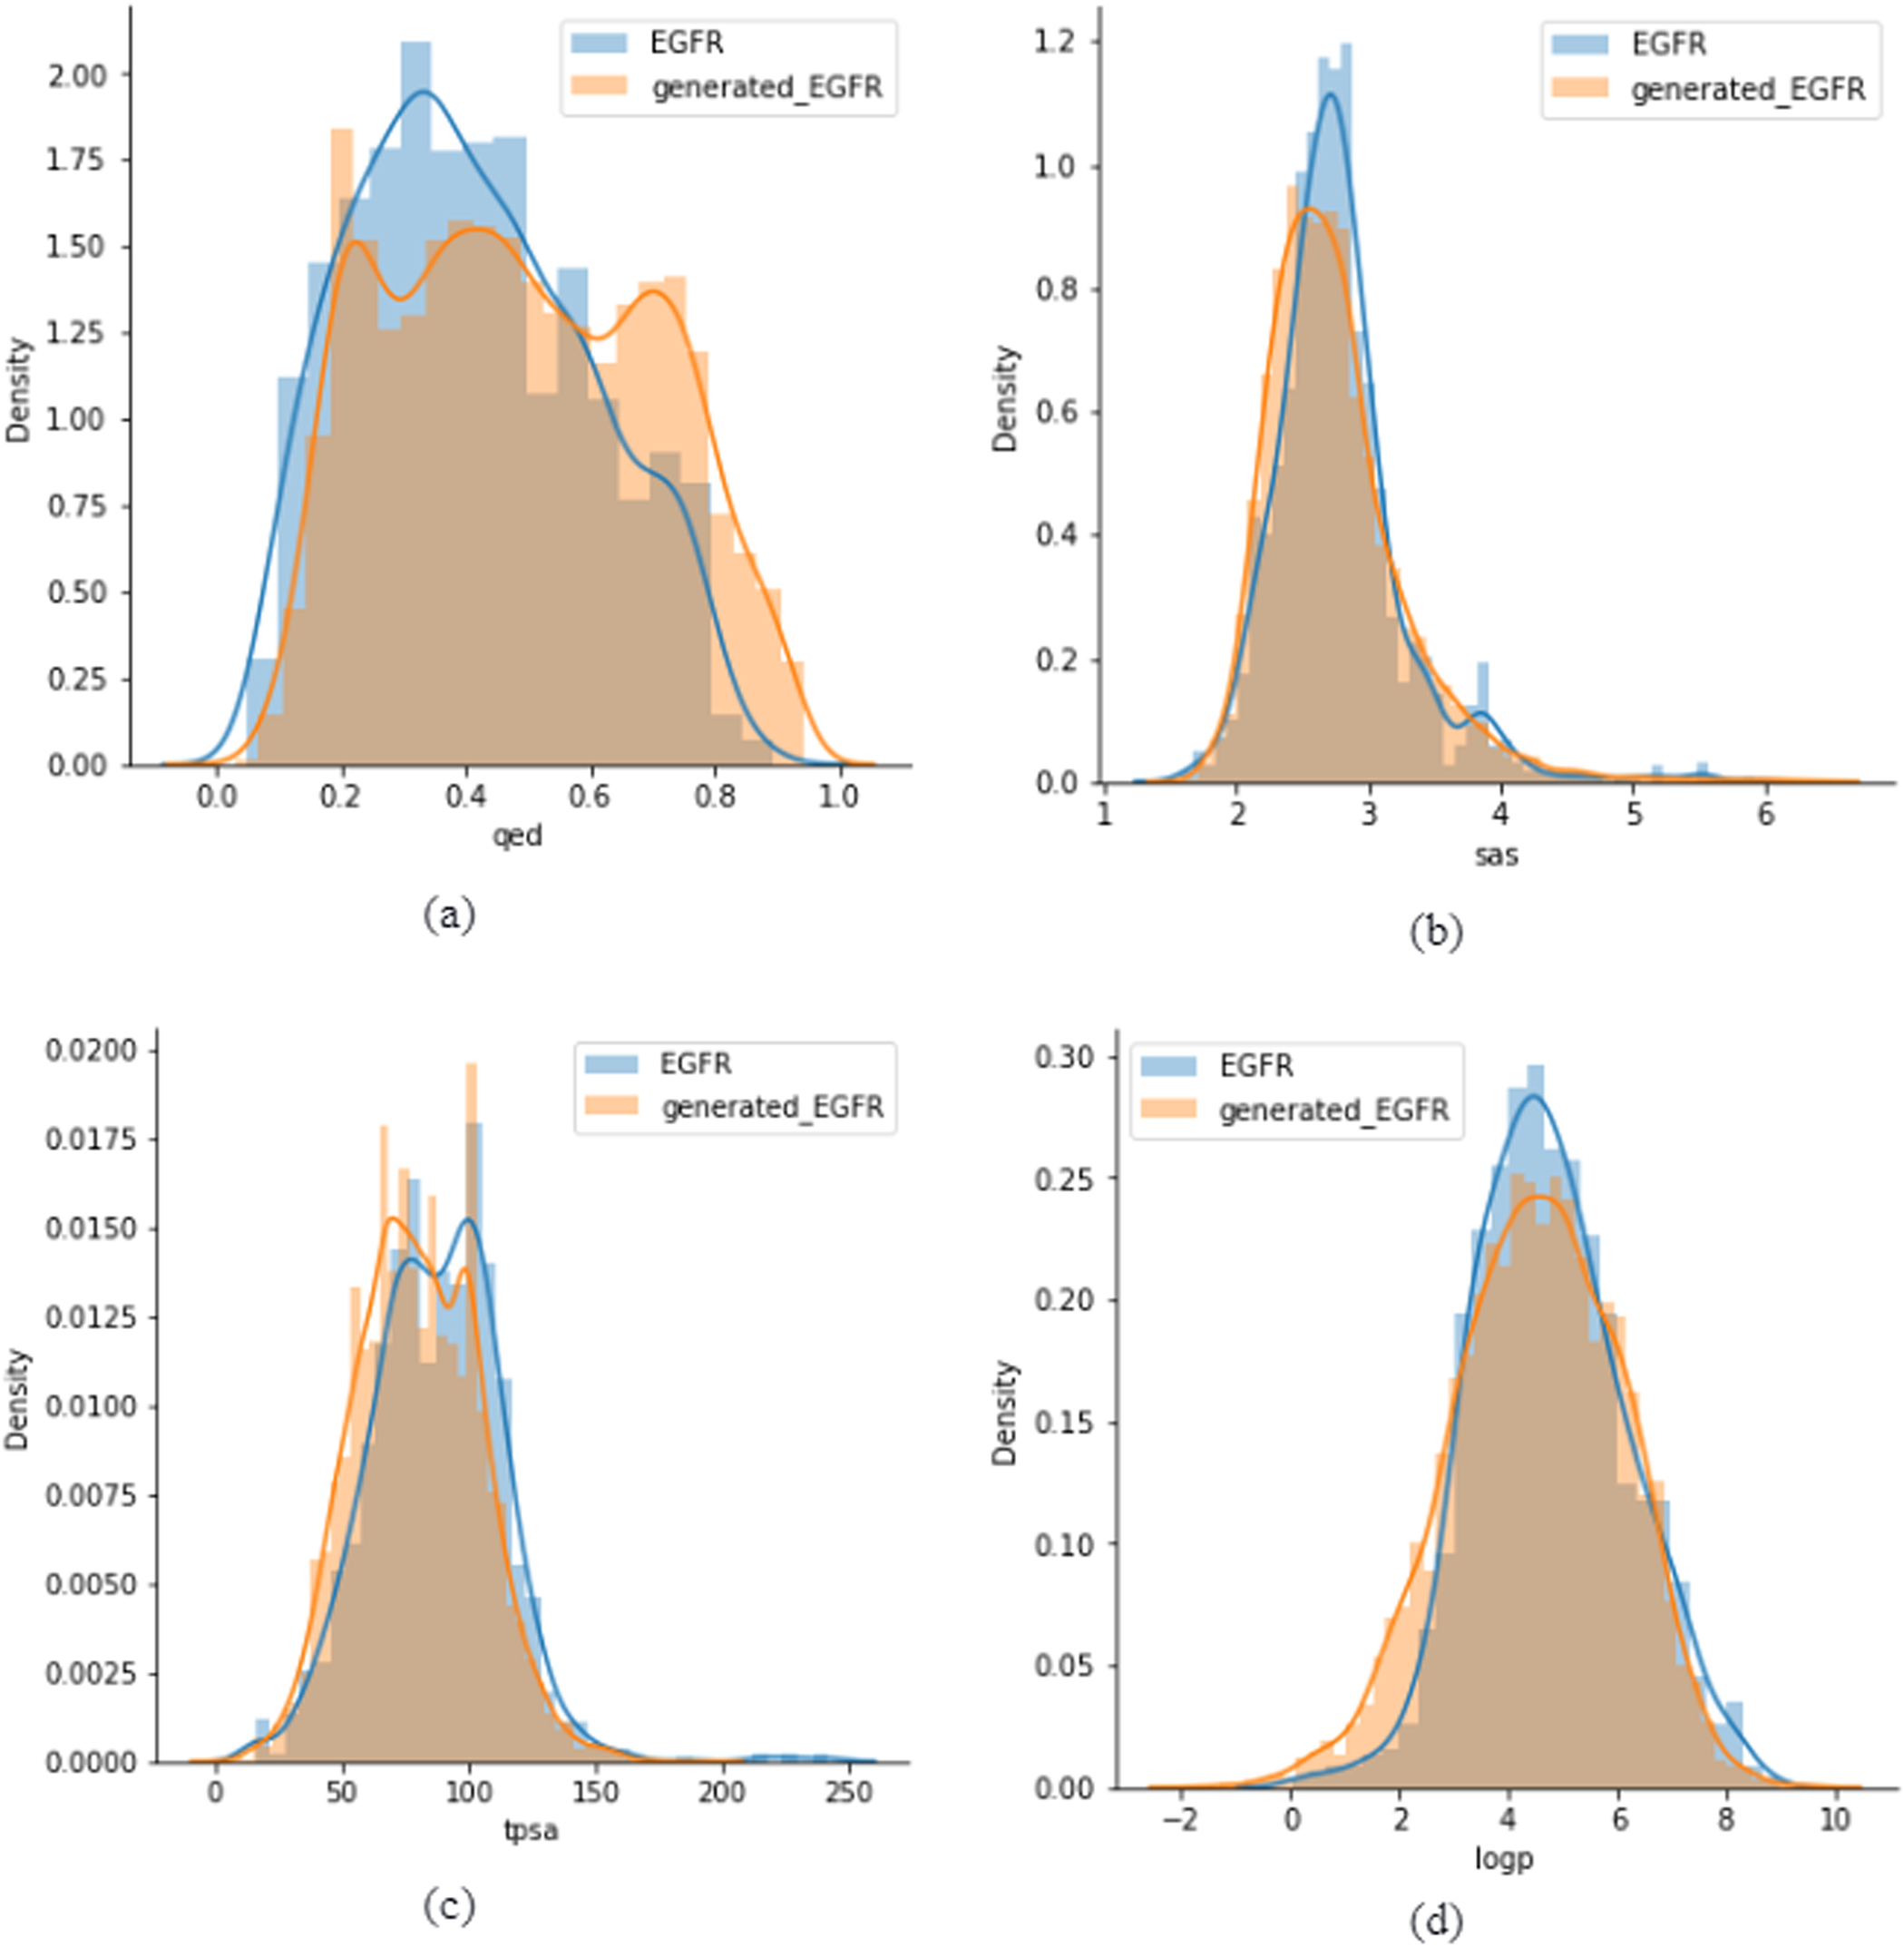 EGFR
generated_EGFR
2.00
1.75
1.50
1.25
1.00
0.75
0.50
0.25
0.00
Density
0.0 0.2 0.4 0.6 0.8 1.0
qed
(a)
EGFR
generated_EGFR
1.2
1.0
0.8
0.6
0.4
0.2
0.0
Density
1 2 3 4 5 6
sas
(b)
EGFR
generated_EGFR
0.0200
0.0175
0.0150
0.0125
0.0100
0.0075
0.0050
0.0025
0.0000
Density
0 50 100 150 200 250
tpsa
(c)
EGFR
generated_EGFR
0.30
0.25
0.20
0.15
0.10
0.05
0.00
Density
−2 0 2 4 6 8 10
logp
(d)